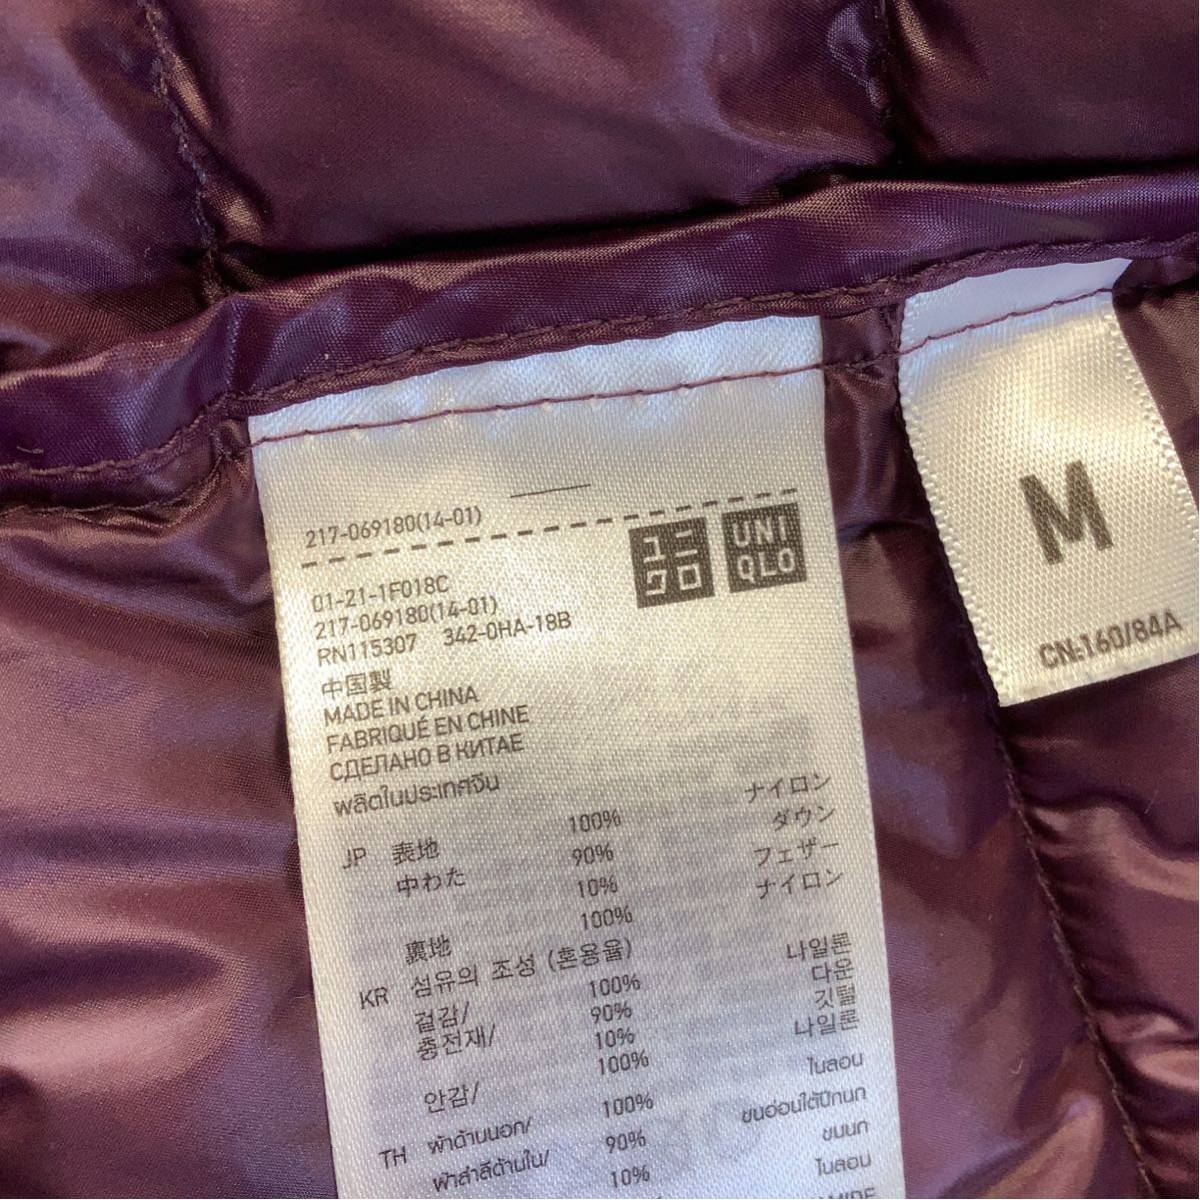 217-069180(14-01)
ユニ
クロ
UNI
QLO
01-21-1F018C
217-069180(14-01)
RN115307 342-0HA-18B
中国製
MADE IN CHINA
FABRIQUÉ EN CHINE
СДЕЛАНО В КИТАЕ
ผลิตในประเทศจีน
JP 表地 100% ナイロン
中わた 90% ダウン
10% フェザー
裏地 100% ナイロン
KR 섬유의 조성 (혼용율)
겉감/ 100% 나일론
충전재/ 90% 다운
10% 깃털
안감/ 100% 나일론
TH ผ้าด้านนอก/ 100% ไนลอน
ผ้าสำลีด้านใน/ 90% ขนอ่อนใต้ปีกนก
10% ขนนก
ไนลอน
M
CN:160/84A